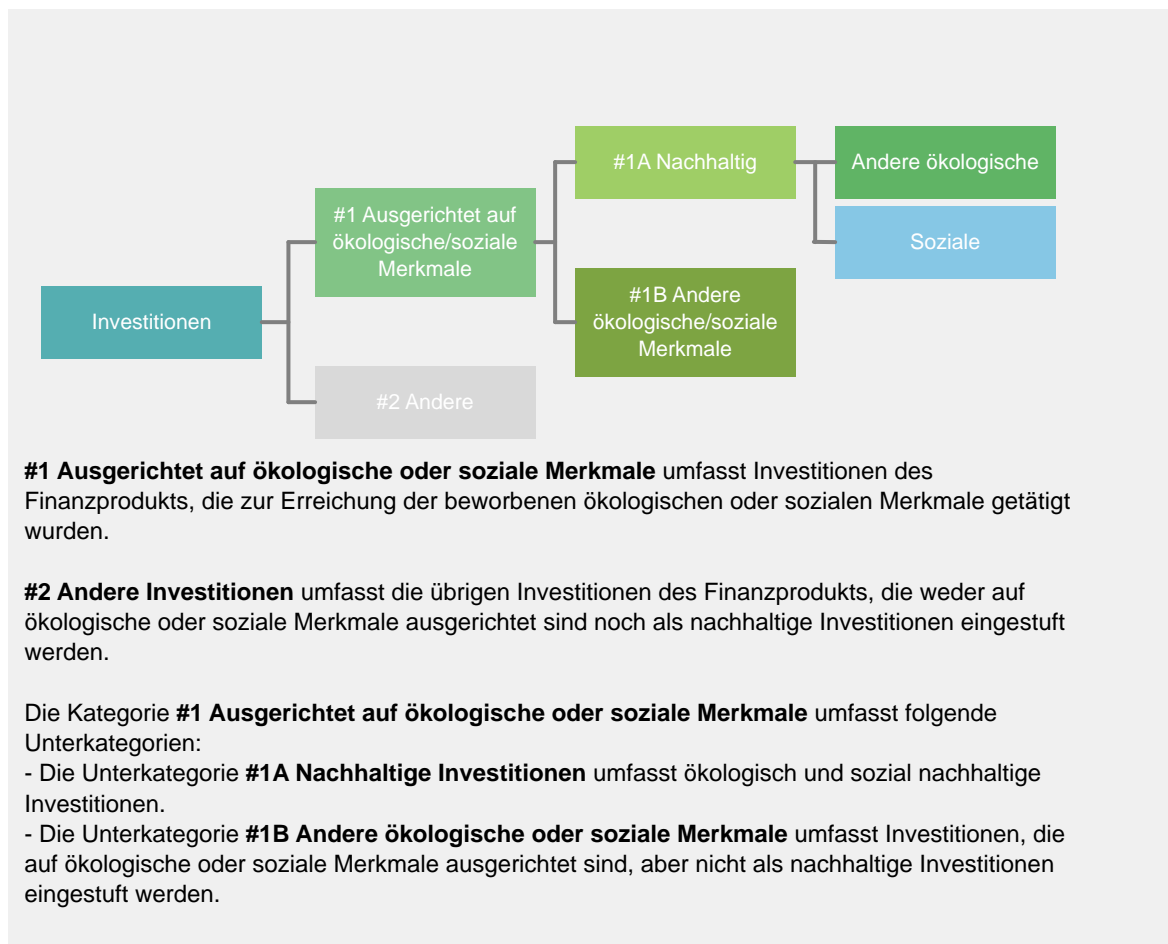 #1A Nachhaltig
Andere ökologische
#1 Ausgerichtet auf
ökologische/soziale
Merkmale
Soziale
Investitionen
#1B Andere
ökologische/soziale
Merkmale
#2 Andere
#1 Ausgerichtet auf ökologische oder soziale Merkmale umfasst Investitionen des
Finanzprodukts, die zur Erreichung der beworbenen ökologischen oder sozialen Merkmale getätigt
wurden.
#2 Andere Investitionen umfasst die übrigen Investitionen des Finanzprodukts, die weder auf
ökologische oder soziale Merkmale ausgerichtet sind noch als nachhaltige Investitionen eingestuft
werden.
Die Kategorie #1 Ausgerichtet auf ökologische oder soziale Merkmale umfasst folgende
Unterkategorien:
- Die Unterkategorie #1A Nachhaltige Investitionen umfasst ökologisch und sozial nachhaltige
Investitionen.
- Die Unterkategorie #1B Andere ökologische oder soziale Merkmale umfasst Investitionen, die
auf ökologische oder soziale Merkmale ausgerichtet sind, aber nicht als nachhaltige Investitionen
eingestuft werden.